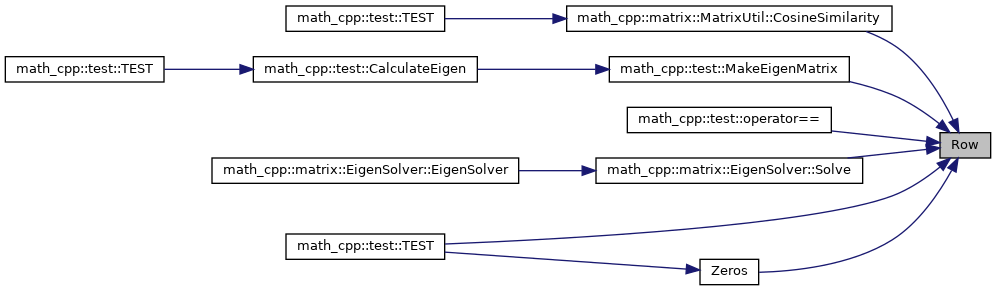 math_cpp::test::TEST
math_cpp::matrix::MatrixUtil::CosineSimilarity
math_cpp::test::TEST
math_cpp::test::CalculateEigen
math_cpp::test::MakeEigenMatrix
math_cpp::test::operator==
Row
math_cpp::matrix::EigenSolver::EigenSolver
math_cpp::matrix::EigenSolver::Solve
math_cpp::test::TEST
Zeros